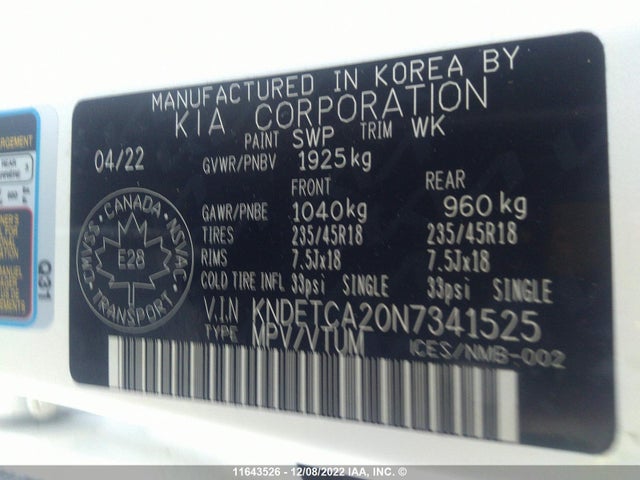 MANUFACTURED IN KOREA BY
KIA CORPORATION
PAINT SWP TRIM WK
04/22 GVWR/PNBV 1925kg
FRONT REAR
GAWR/PNBE 1040kg 960kg
TIRES 235/45R18 235/45R18
RIMS 7.5Jx18 7.5Jx18
COLD TIRE INFL 33psi SINGLE 33psi SINGLE
V.I.N KNDETCA20N7341525
TYPE MPV/VTUM ICES/NMB-002
CANADA
CMVSS NSVAC
E28
TRANSPORT
Q31
11643526 - 12/08/2022 IAA, INC. ©